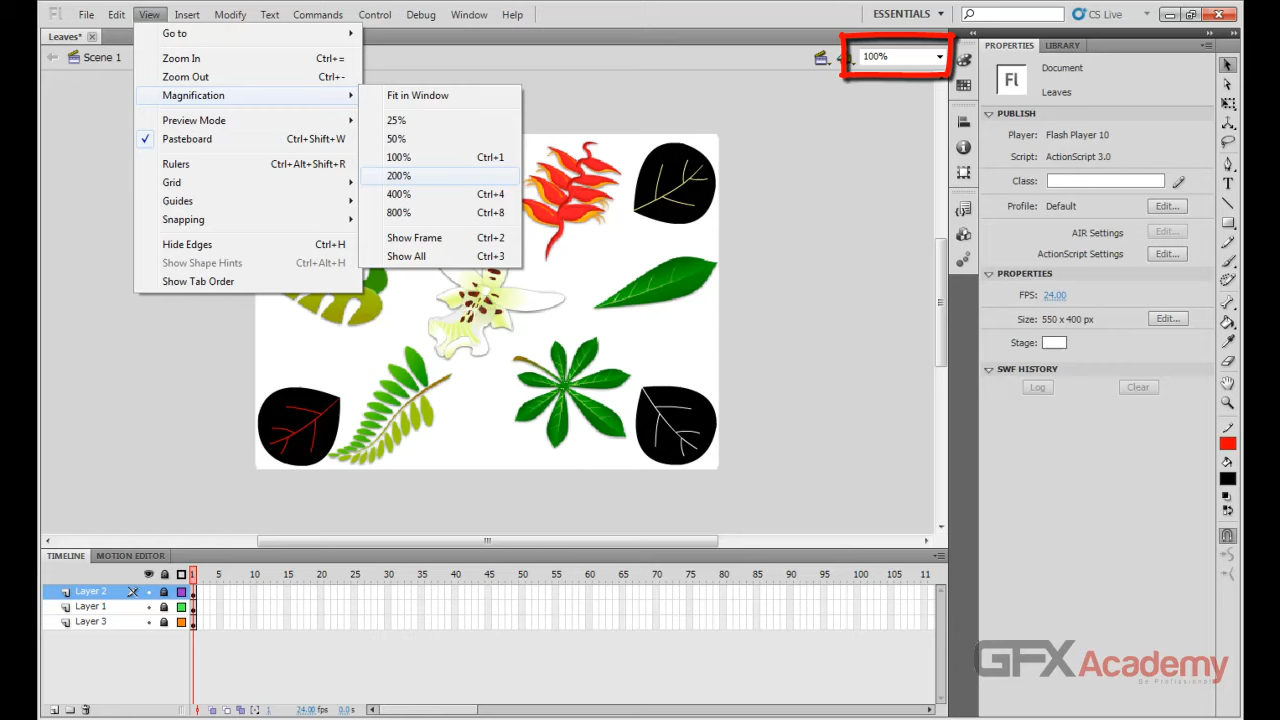 Fl File Edit View Insert Modify Text Commands Control Debug Window Help
ESSENTIALS
CS Live
Leaves*
Scene 1
100%
Go to
Zoom In Ctrl+=
Zoom Out Ctrl+-
Magnification
Preview Mode
Pasteboard Ctrl+Shift+W
Rulers Ctrl+Alt+Shift+R
Grid
Guides
Snapping
Hide Edges Ctrl+H
Show Shape Hints Ctrl+Alt+H
Show Tab Order
Fit in Window
25%
50%
100% Ctrl+1
200%
400% Ctrl+4
800% Ctrl+8
Show Frame Ctrl+2
Show All Ctrl+3
PROPERTIES LIBRARY
Fl
Document
Leaves
PUBLISH
Player: Flash Player 10
Script: ActionScript 3.0
Class:
Profile: Default Edit...
AIR Settings Edit...
ActionScript Settings Edit...
PROPERTIES
FPS: 24.00
Size: 550 x 400 px Edit...
Stage:
SWF HISTORY
Log Clear
T
TIMELINE MOTION EDITOR
1 5 10 15 20 25 30 35 40 45 50 55 60 65 70 75 80 85 90 95 100 105 11
Layer 2
Layer 1
Layer 3
1 24.00 fps 0.0 s
GFX Academy
Be Professional